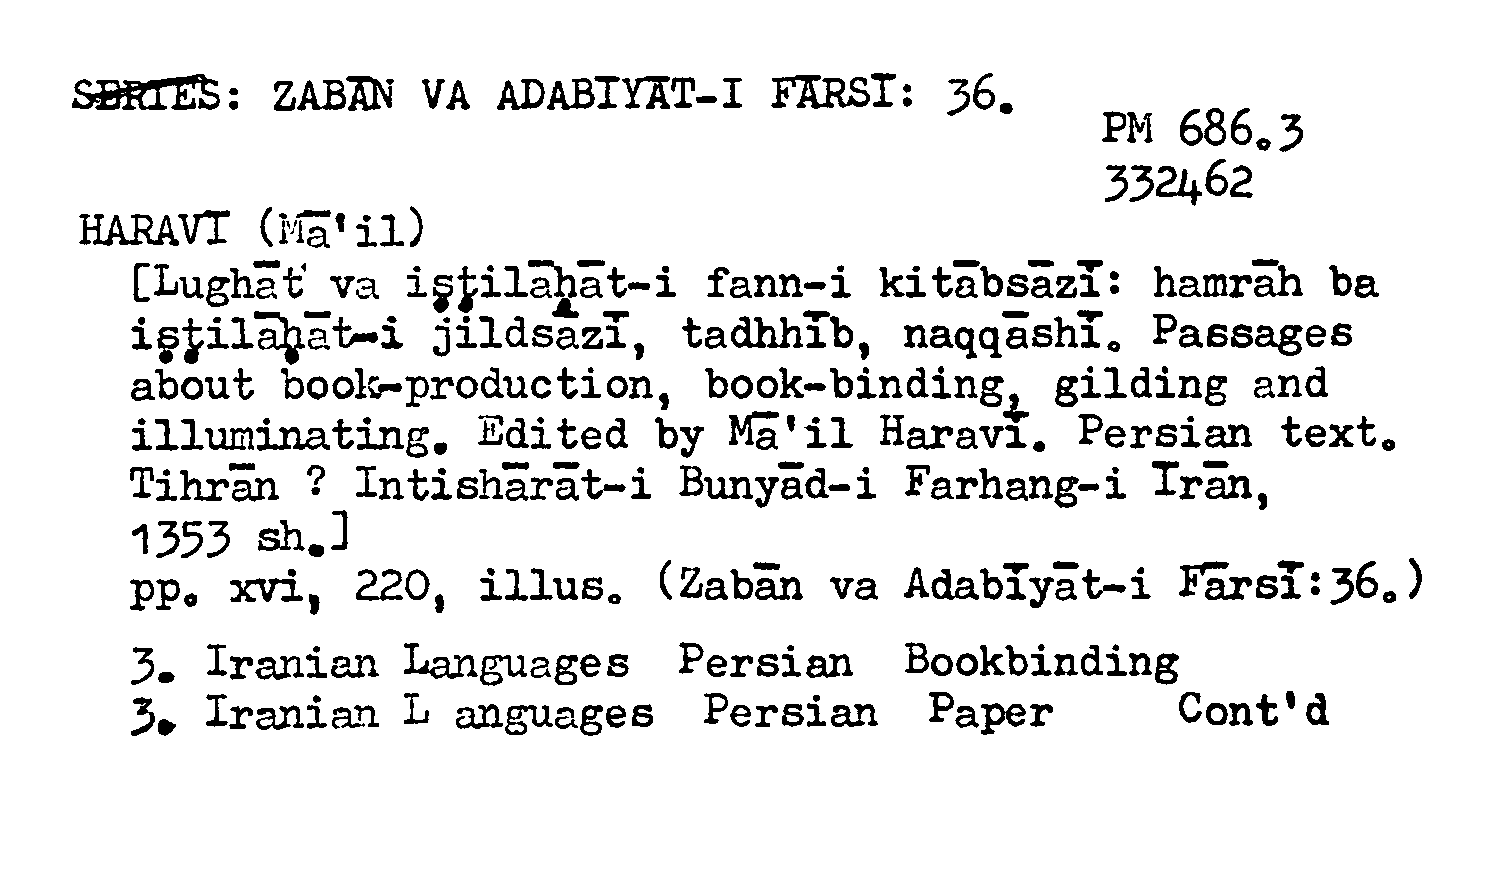 SERIES: ZABĀN VA ADABĪYĀT-I FĀRSĪ: 36.
PM 686.3
332462
HARAVĪ (Mā'il)
[Lughāt va iṣṭilāḥāt-i fann-i kitābsāzī: hamrāh ba
iṣṭilāḥāt-i jildsāzī, tadhhīb, naqqāshī. Passages
about book-production, book-binding, gilding and
illuminating. Edited by Mā'il Haravī. Persian text.
Tihrān ? Intishārāt-i Bunyād-i Farhang-i Īrān,
1353 sh.]
pp. xvi, 220, illus. (Zabān va Adabīyāt-i Fārsī:36.)
3. Iranian Languages Persian Bookbinding
3. Iranian L anguages Persian Paper Cont'd